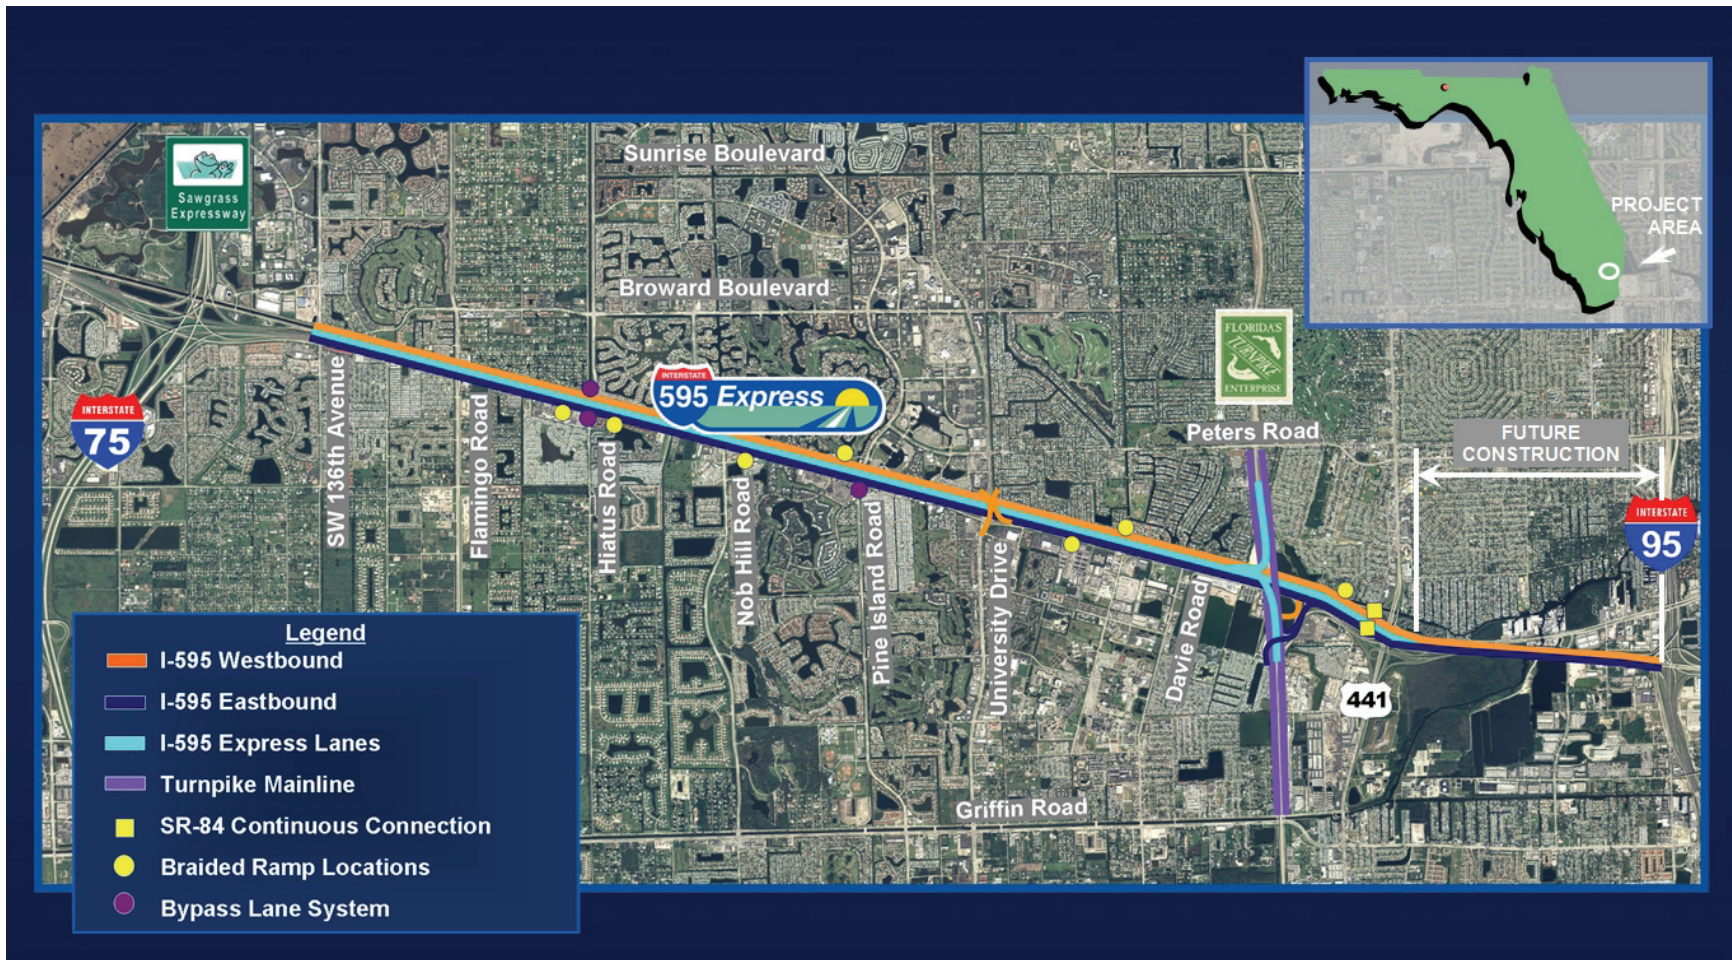 Sawgrass
Expressway
Sunrise Boulevard
Broward Boulevard
PROJECT
AREA
FLORIDA'S
TURNPIKE
ENTERPRISE
INTERSTATE
75
SW 136th Avenue
Flamingo Road
Hiatus Road
INTERSTATE
595 Express
Nob Hill Road
Pine Island Road
University Drive
Davie Road
Peters Road
FUTURE
CONSTRUCTION
INTERSTATE
95
441
Griffin Road
Legend
I-595 Westbound
I-595 Eastbound
I-595 Express Lanes
Turnpike Mainline
SR-84 Continuous Connection
Braided Ramp Locations
Bypass Lane System